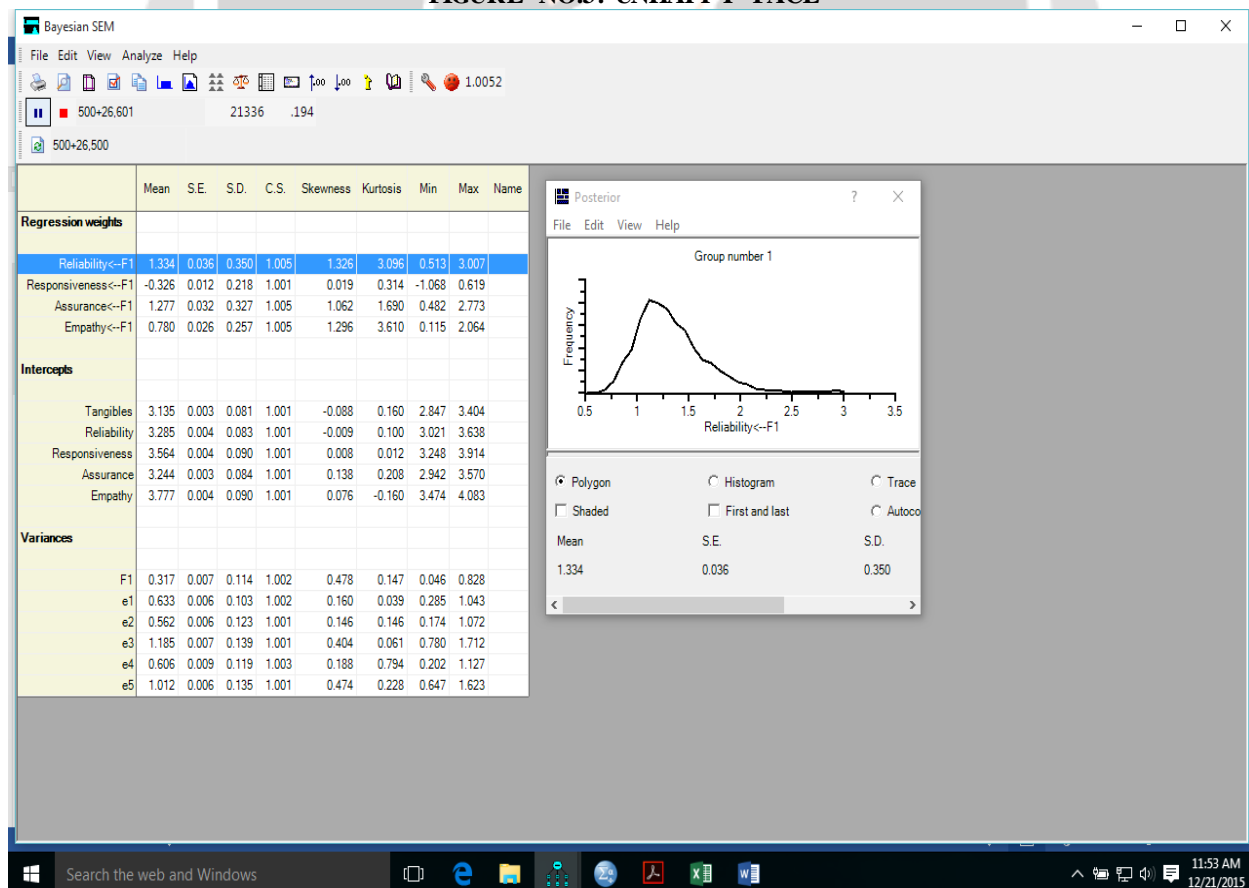 FIGURE NO.5: UNHAPPY FACE
Bayesian SEM
File Edit View Analyze Help
1.0052
500+26,601 21336 .194
500+26,500
Mean S.E. S.D. C.S. Skewness Kurtosis Min Max Name
Regression weights
Reliability<--F1 1.334 0.036 0.350 1.005 1.326 3.096 0.513 3.007
Responsiveness<--F1 -0.326 0.012 0.218 1.001 0.019 0.314 -1.068 0.619
Assurance<--F1 1.277 0.032 0.327 1.005 1.062 1.690 0.482 2.773
Empathy<--F1 0.780 0.026 0.257 1.005 1.296 3.610 0.115 2.064
Intercepts
Tangibles 3.135 0.003 0.081 1.001 -0.088 0.160 2.847 3.404
Reliability 3.285 0.004 0.083 1.001 -0.009 0.100 3.021 3.638
Responsiveness 3.564 0.004 0.090 1.001 0.008 0.012 3.248 3.914
Assurance 3.244 0.003 0.084 1.001 0.138 0.208 2.942 3.570
Empathy 3.777 0.004 0.090 1.001 0.076 -0.160 3.474 4.083
Variances
F1 0.317 0.007 0.114 1.002 0.478 0.147 0.046 0.828
e1 0.633 0.006 0.103 1.002 0.160 0.039 0.285 1.043
e2 0.562 0.006 0.123 1.001 0.146 0.146 0.174 1.072
e3 1.185 0.007 0.139 1.001 0.404 0.061 0.780 1.712
e4 0.606 0.009 0.119 1.003 0.188 0.794 0.202 1.127
e5 1.012 0.006 0.135 1.001 0.474 0.228 0.647 1.623
Posterior
File Edit View Help
Group number 1
Frequency
0.5 1 1.5 2 2.5 3 3.5
Reliability<--F1
Polygon Histogram Trace
Shaded First and last Autoco
Mean S.E. S.D.
1.334 0.036 0.350
Search the web and Windows
11:53 AM
12/21/2015